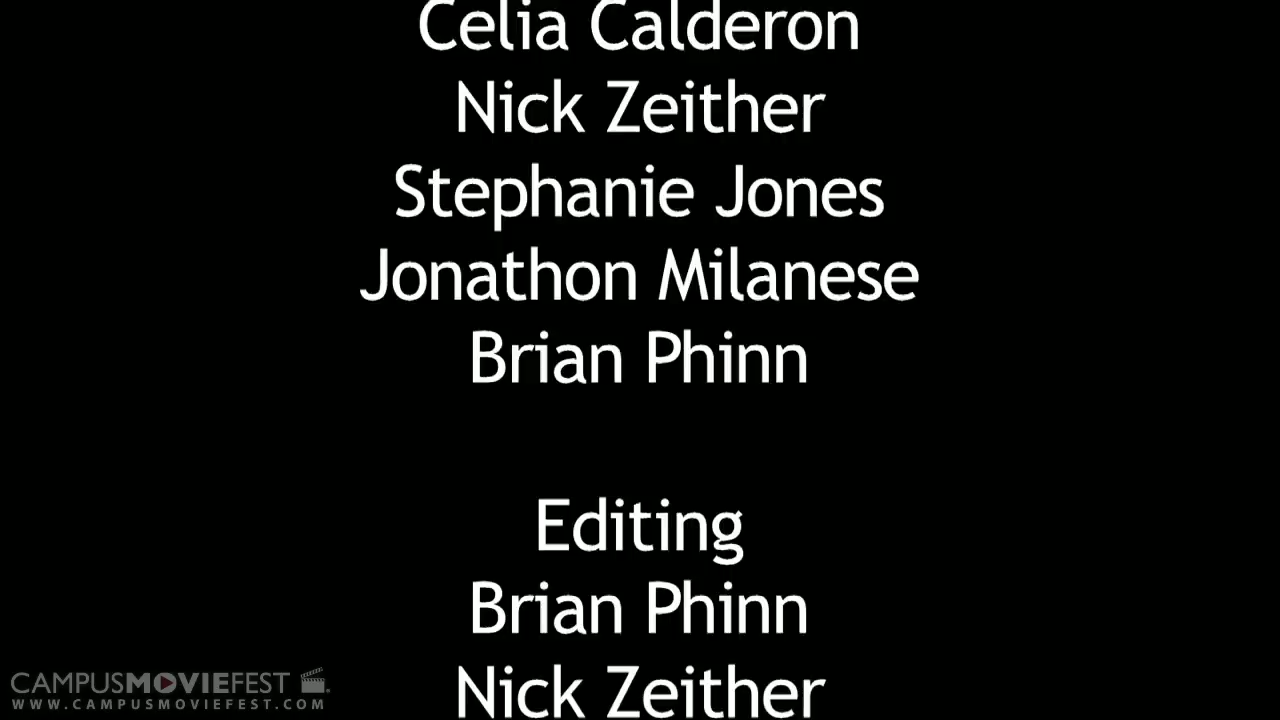 Celia Calderon
Nick Zeither
Stephanie Jones
Jonathon Milanese
Brian Phinn
Editing
Brian Phinn
Nick Zeither
CAMPUSMOVIEFEST
WWW.CAMPUSMOVIEFEST.COM